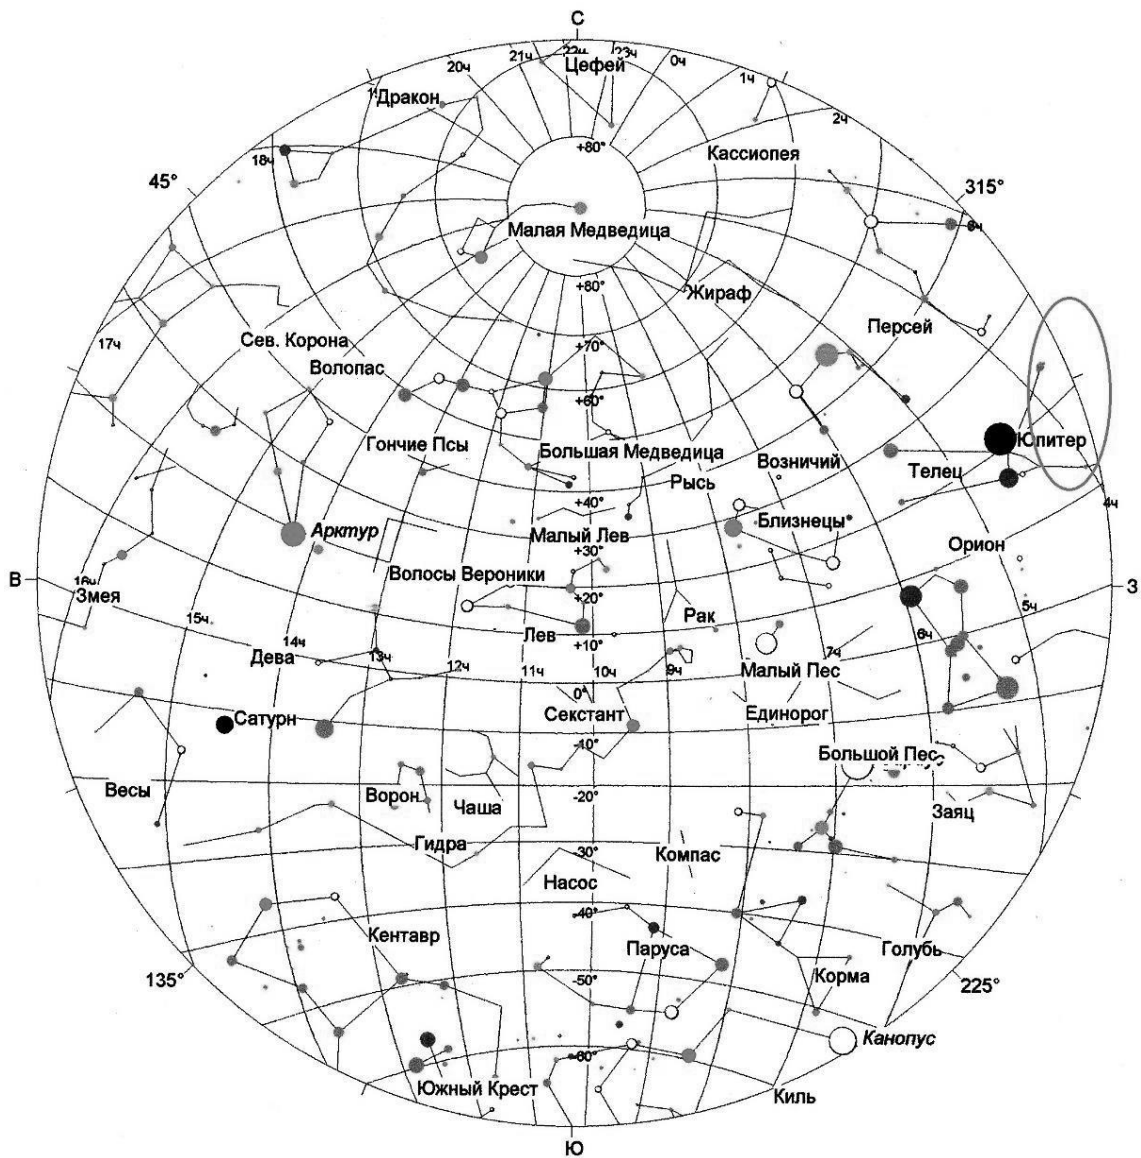 С
21ч 22ч 23ч
20ч
0ч
1ч
Цефей
Дракон
2ч
+80°
18ч
Кассиопея
45°
315°
Малая Медведица
+80°
Жираф
Персей
Сев. Корона
17ч
+70°
Волопас
+60°
Юпитер
Гончие Псы
Большая Медведица
Возничий
Телец
Рысь
4ч
+40°
Арктур
Малый Лев
Близнецы
Орион
+30°
Волосы Вероники
В
З
16ч
Змея
+20°
5ч
15ч
Рак
Лев
6ч
14ч
+10°
7ч
Дева
13ч
12ч
11ч
10ч
9ч
Малый Пес
0°
Сатурн
Секстант
Единорог
-10°
Большой Пес
Весы
Ворон
Чаша
-20°
Заяц
Гидра
-30°
Компас
Насос
-40°
Кентавр
Паруса
Голубь
135°
-50°
Корма
225°
Канопус
-60°
Южный Крест
Киль
Ю